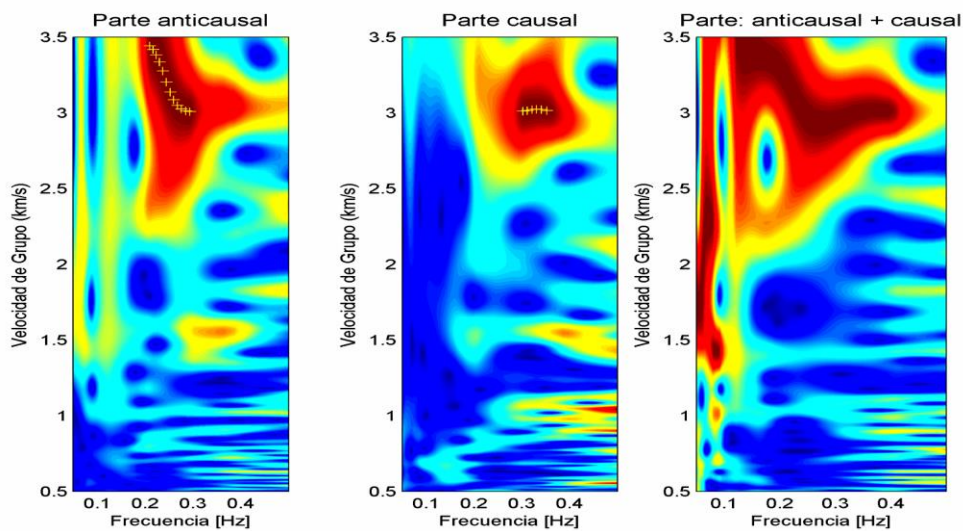 Parte anticausal
3.5
3
2.5
2
1.5
1
0.5
Velocidad de Grupo (km/s)
0.1 0.2 0.3 0.4
Frecuencia [Hz]
Parte causal
3.5
3
2.5
2
1.5
1
0.5
Velocidad de Grupo (km/s)
0.1 0.2 0.3 0.4
Frecuencia [Hz]
Parte: anticausal + causal
3.5
3
2.5
2
1.5
1
0.5
Velocidad de Grupo (km/s)
0.1 0.2 0.3 0.4
Frecuencia [Hz]